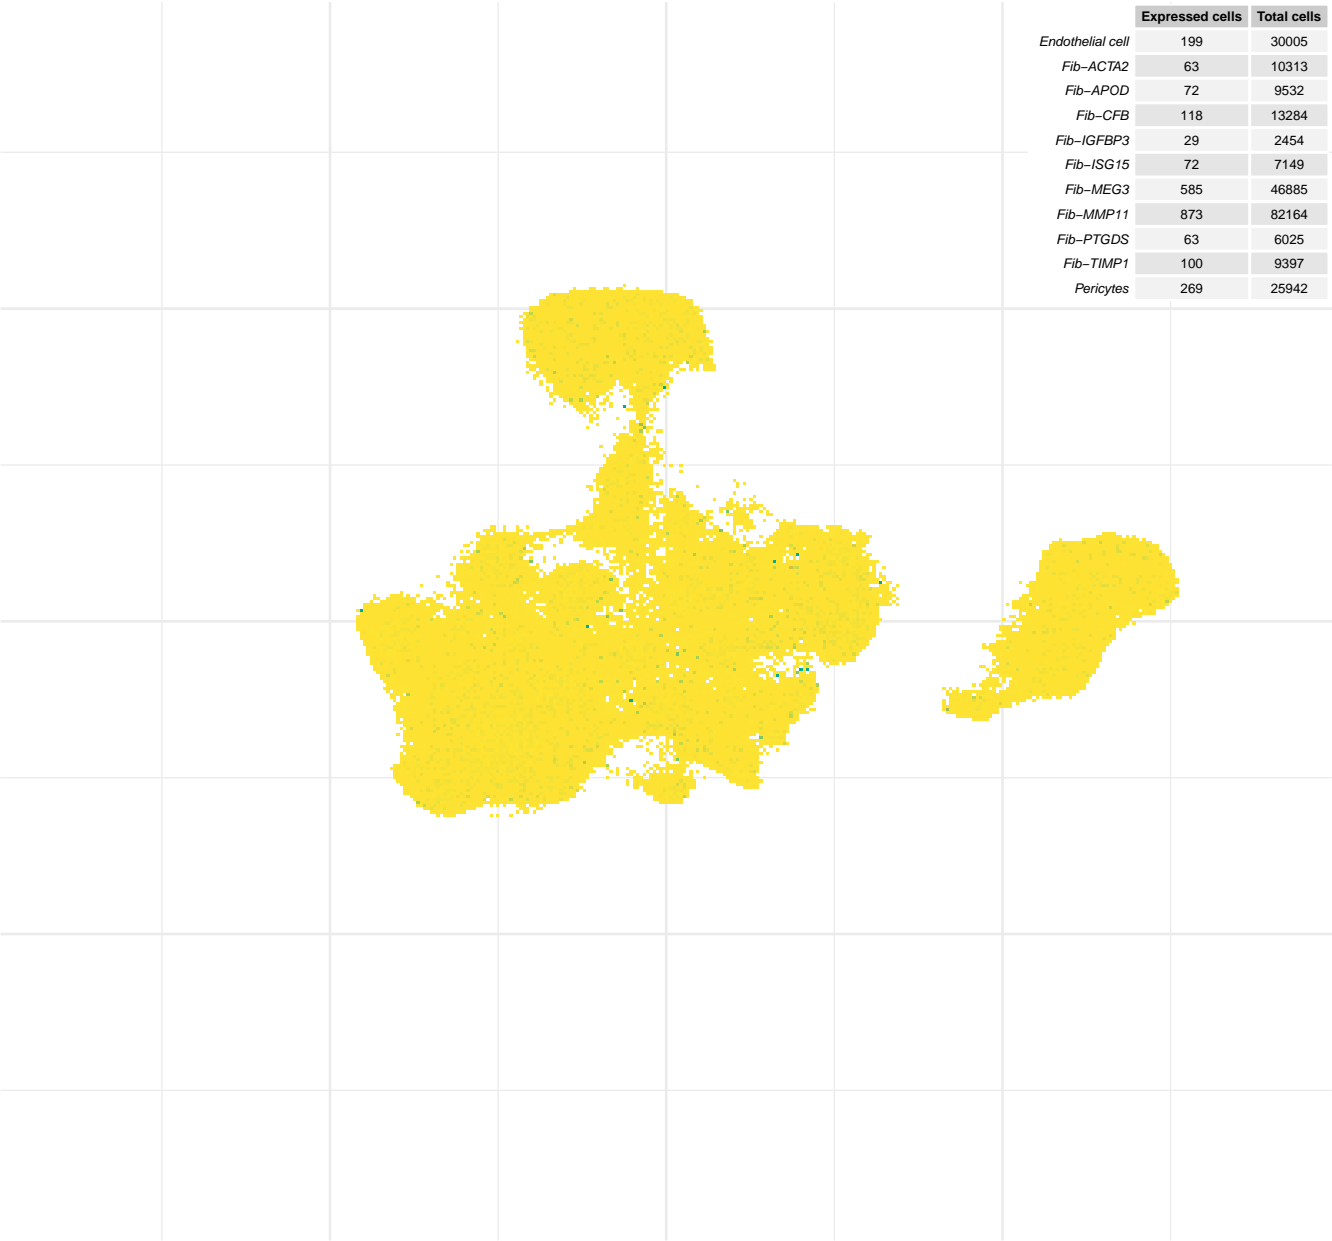 Expressed cells Total cells
Endothelial cell 199 30005
Fib−ACTA2 63 10313
Fib−APOD 72 9532
Fib−CFB 118 13284
Fib−IGFBP3 29 2454
Fib−ISG15 72 7149
Fib−MEG3 585 46885
Fib−MMP11 873 82164
Fib−PTGDS 63 6025
Fib−TIMP1 100 9397
Pericytes 269 25942